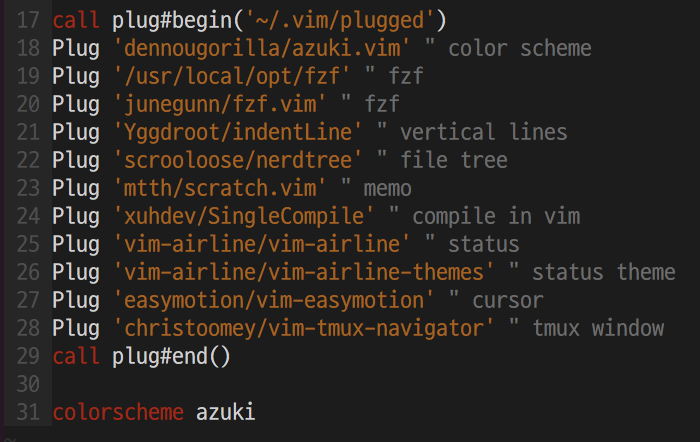 17 call plug#begin('~/.vim/plugged')
18 Plug 'dennougorilla/azuki.vim' " color scheme
19 Plug '/usr/local/opt/fzf' " fzf
20 Plug 'junegunn/fzf.vim' " fzf
21 Plug 'Yggdroot/indentLine' " vertical lines
22 Plug 'scrooloose/nerdtree' " file tree
23 Plug 'mtth/scratch.vim' " memo
24 Plug 'xuhdev/SingleCompile' " compile in vim
25 Plug 'vim-airline/vim-airline' " status
26 Plug 'vim-airline/vim-airline-themes' " status theme
27 Plug 'easymotion/vim-easymotion' " cursor
28 Plug 'christoomey/vim-tmux-navigator' " tmux window
29 call plug#end()
30
31 colorscheme azuki